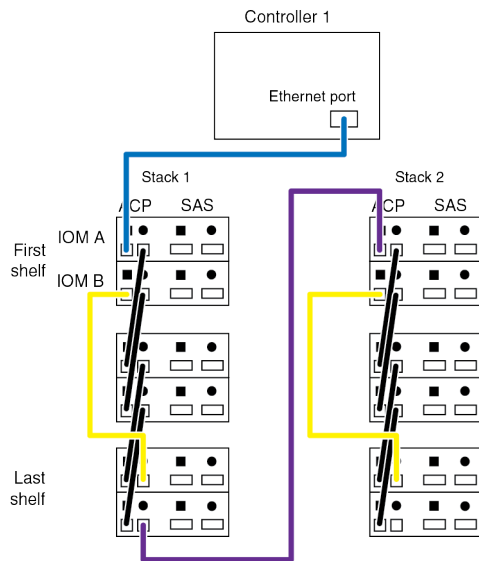 Controller 1
Ethernet port
Stack 1
Stack 2
ACP SAS
ACP SAS
First shelf
IOM A
IOM B
Last shelf